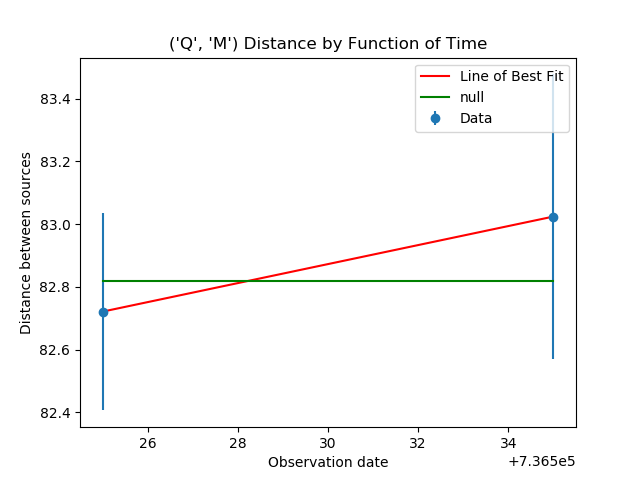 ('Q', 'M') Distance by Function of Time
Line of Best Fit
null
Data
83.4
83.2
83.0
82.8
82.6
82.4
Distance between sources
26 28 30 32 34
Observation date
+7.365e5